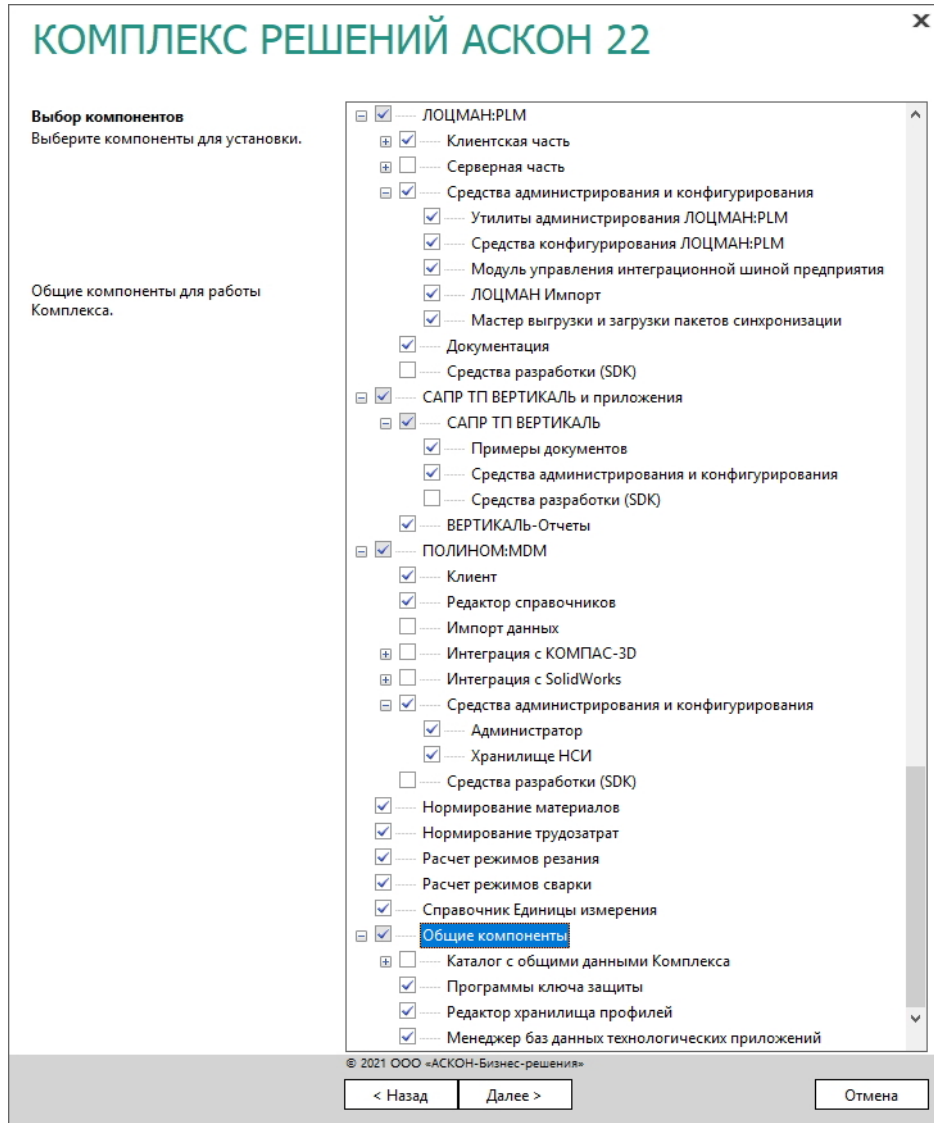 КОМПЛЕКС РЕШЕНИЙ АСКОН 22
Выбор компонентов
Выберите компоненты для установки.
Общие компоненты для работы
Комплекса.
ЛОЦМАН:PLM
Клиентская часть
Серверная часть
Средства администрирования и конфигурирования
Утилиты администрирования ЛОЦМАН:PLM
Средства конфигурирования ЛОЦМАН:PLM
Модуль управления интеграционной шиной предприятия
ЛОЦМАН Импорт
Мастер выгрузки и загрузки пакетов синхронизации
Документация
Средства разработки (SDK)
САПР ТП ВЕРТИКАЛЬ и приложения
САПР ТП ВЕРТИКАЛЬ
Примеры документов
Средства администрирования и конфигурирования
Средства разработки (SDK)
ВЕРТИКАЛЬ-Отчеты
ПОЛИНОМ:MDM
Клиент
Редактор справочников
Импорт данных
Интеграция с КОМПАС-3D
Интеграция с SolidWorks
Средства администрирования и конфигурирования
Администратор
Хранилище НСИ
Средства разработки (SDK)
Нормирование материалов
Нормирование трудозатрат
Расчет режимов резания
Расчет режимов сварки
Справочник Единицы измерения
Общие компоненты
Каталог с общими данными Комплекса
Программы ключа защиты
Редактор хранилища профилей
Менеджер баз данных технологических приложений
© 2021 ООО «АСКОН-Бизнес-решения»
< Назад
Далее >
Отмена